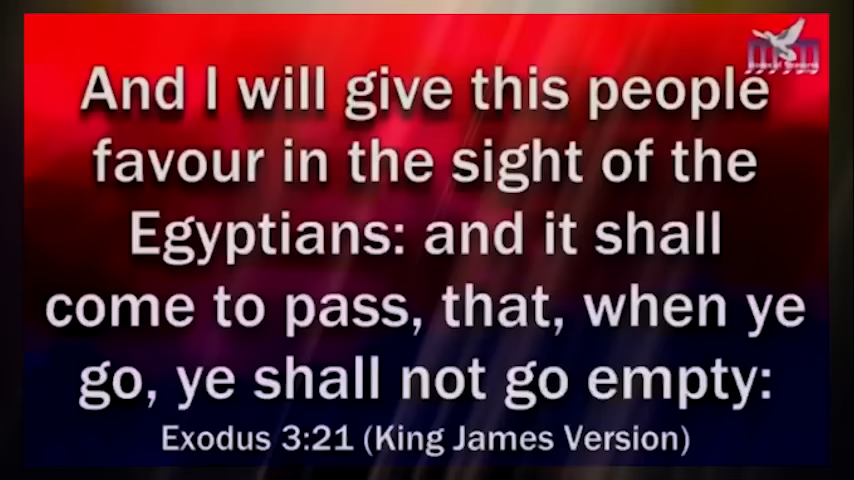 And I will give this people
favour in the sight of the
Egyptians: and it shall
come to pass, that, when ye
go, ye shall not go empty:
Exodus 3:21 (King James Version)